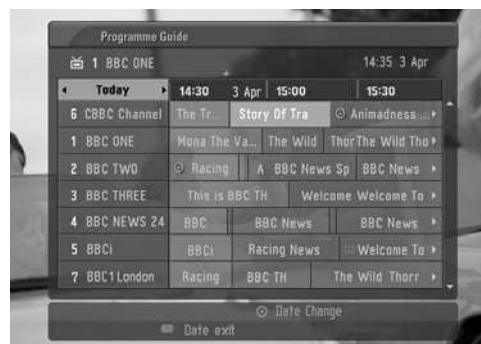 Programme Guide
1 BBC ONE 14:35 3 Apr
Today 14:30 3 Apr 15:00 15:30
6 CBBC Channel The Tr... Story Of Tra Animadness ...
1 BBC ONE Mona The Va... The Wild Thor The Wild Tho
2 BBC TWO Racing A BBC News Sp BBC News
3 BBC THREE This is BBC TH Welcome Welcome To
4 BBC NEWS 24 BBC BBC News BBC News
5 BBCi BBCi Racing News Welcome To
7 BBC1 London Racing BBC TH The Wild Thorr
Date Change
Date exit